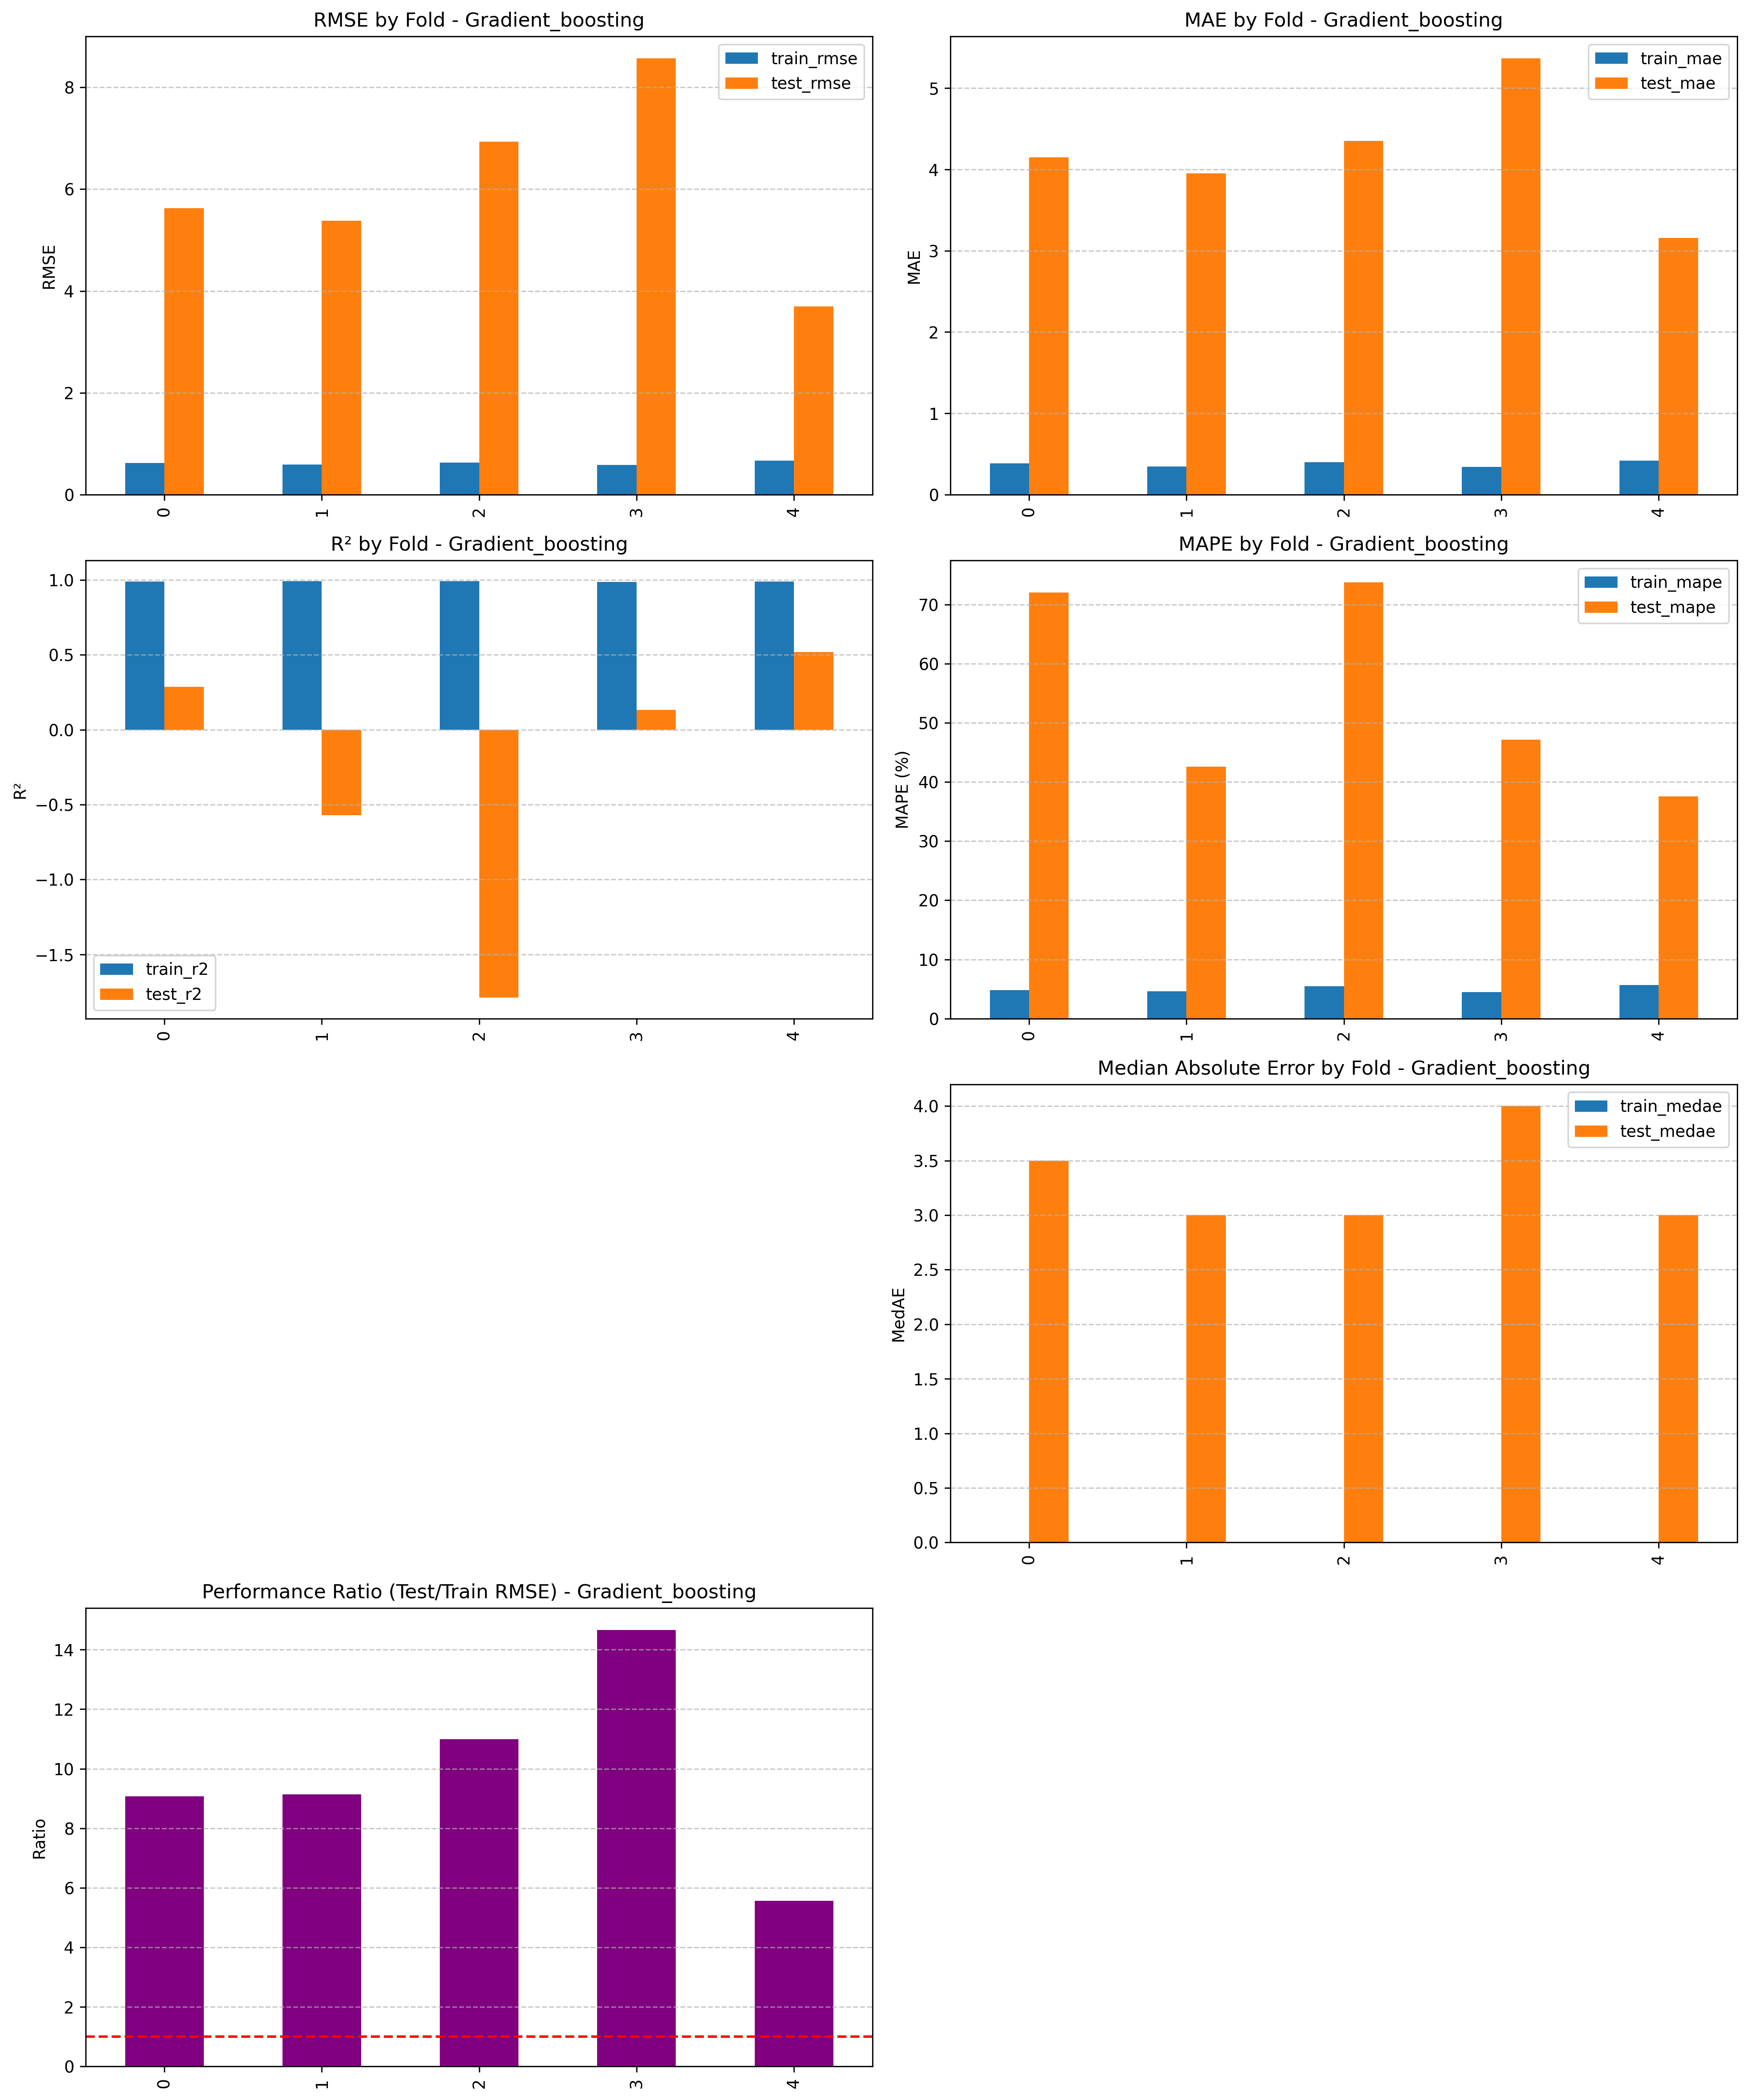 RMSE by Fold - Gradient_boosting
RMSE
8
6
4
2
0
train_rmse
test_rmse
0 1 2 3 4
MAE by Fold - Gradient_boosting
MAE
5
4
3
2
1
0
train_mae
test_mae
0 1 2 3 4
R² by Fold - Gradient_boosting
R²
1.0
0.5
0.0
−0.5
−1.0
−1.5
train_r2
test_r2
0 1 2 3 4
MAPE by Fold - Gradient_boosting
MAPE (%)
70
60
50
40
30
20
10
0
train_mape
test_mape
0 1 2 3 4
Median Absolute Error by Fold - Gradient_boosting
MedAE
4.0
3.5
3.0
2.5
2.0
1.5
1.0
0.5
0.0
train_medae
test_medae
0 1 2 3 4
Performance Ratio (Test/Train RMSE) - Gradient_boosting
Ratio
14
12
10
8
6
4
2
0
0 1 2 3 4